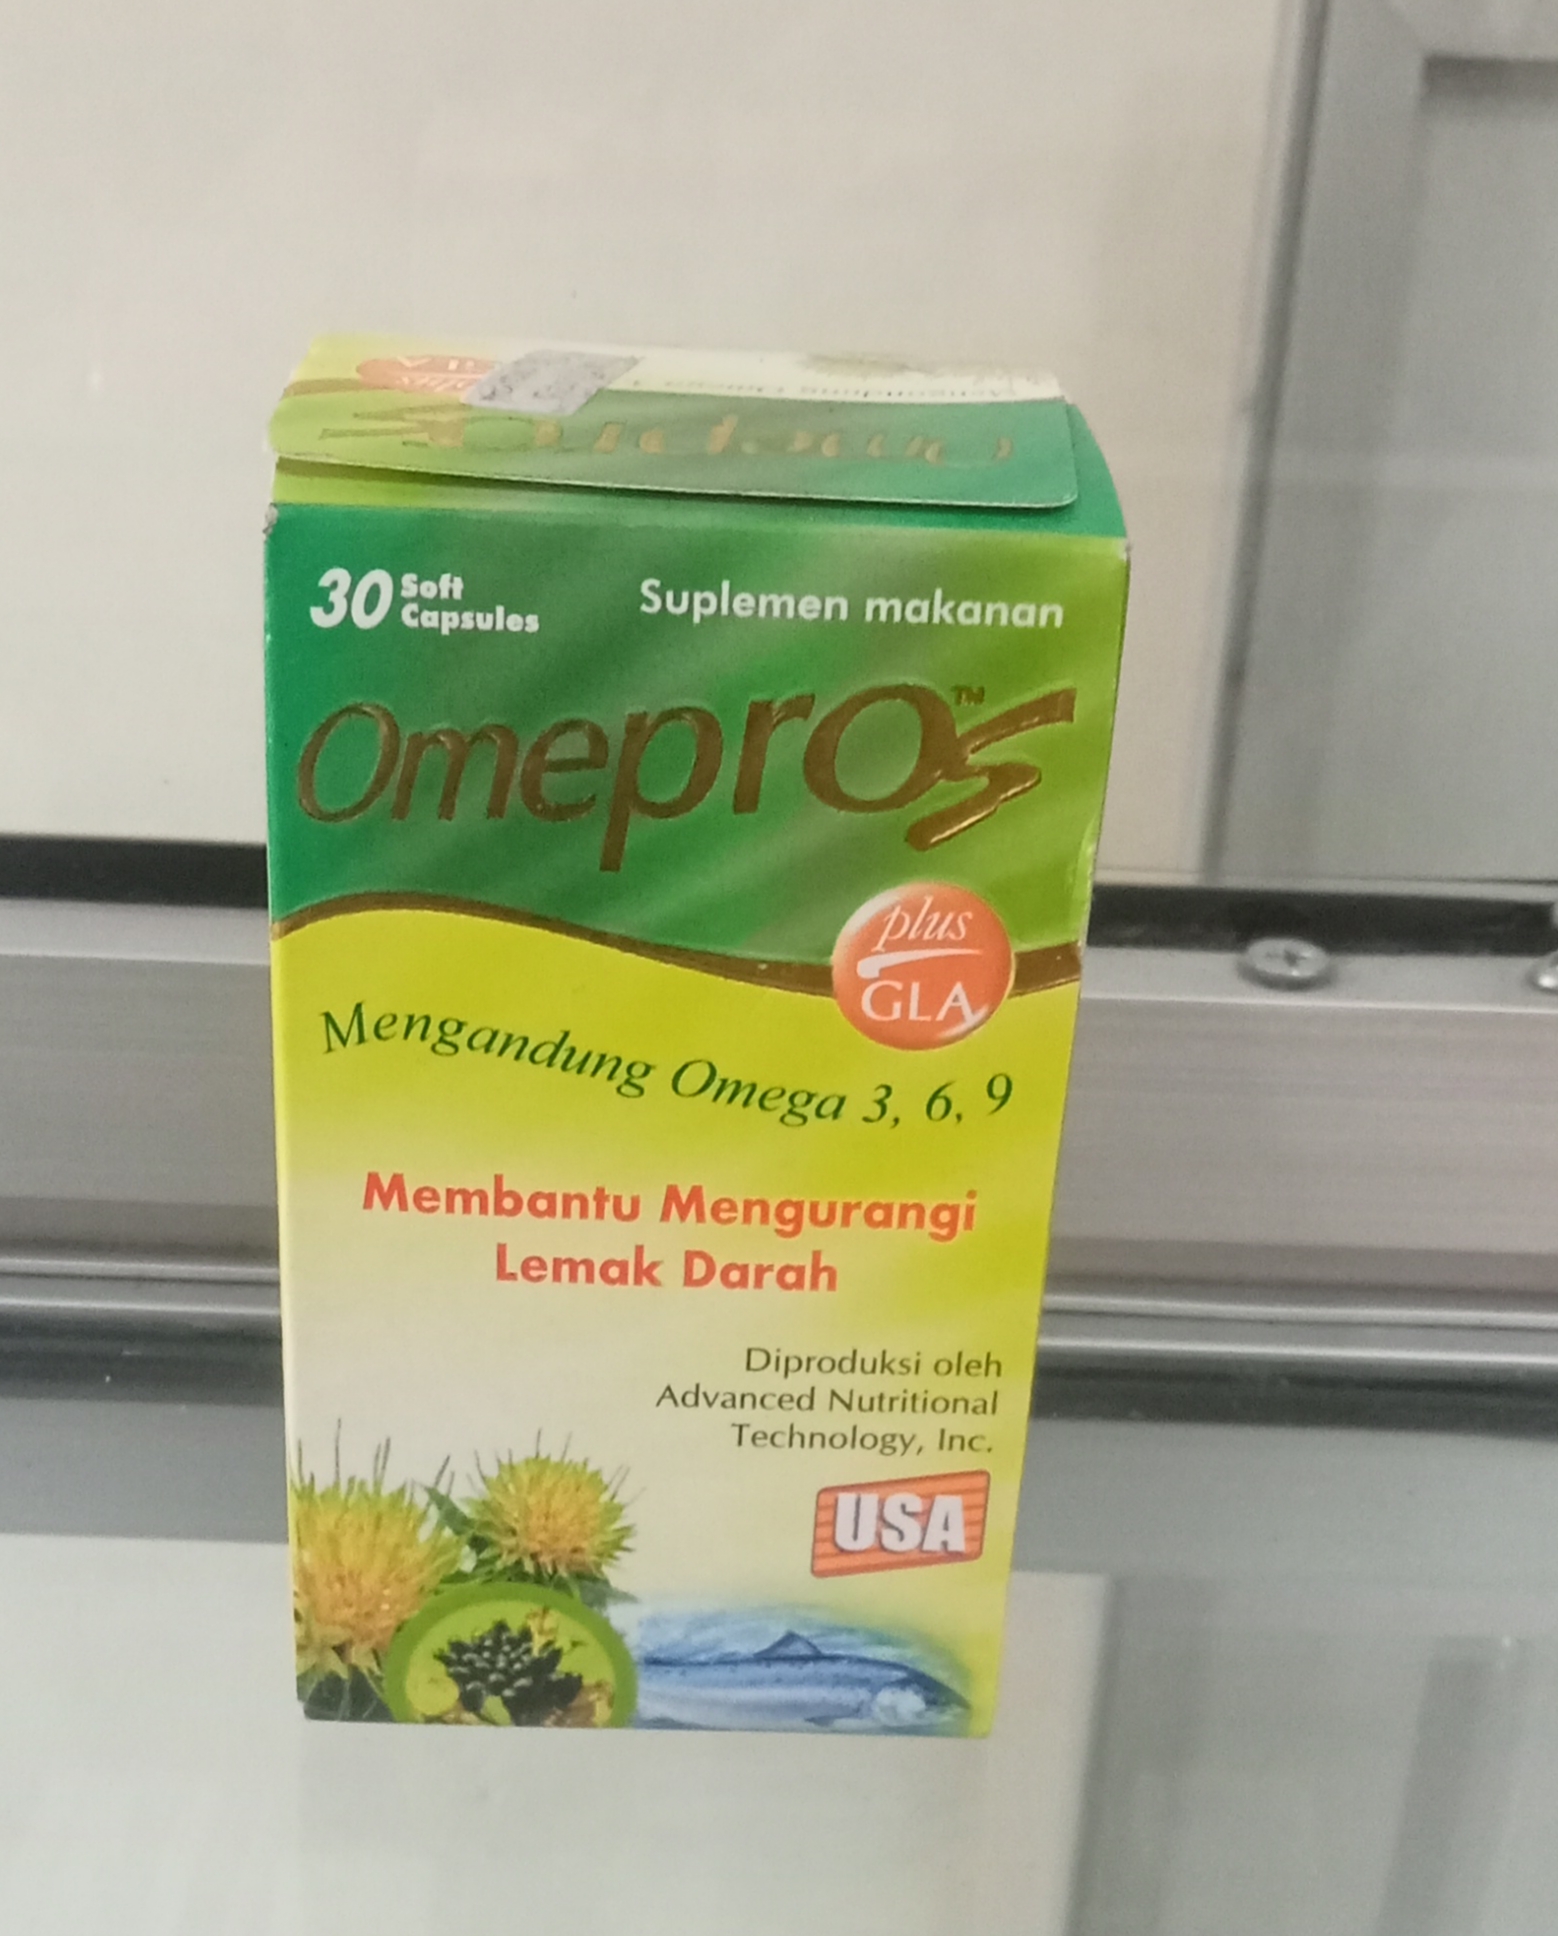 30 Soft
Capsules
Suplemen makanan
Omepros™
plus
GLA
Mengandung Omega 3, 6, 9
Membantu Mengurangi
Lemak Darah
Diproduksi oleh
Advanced Nutritional
Technology, Inc.
USA